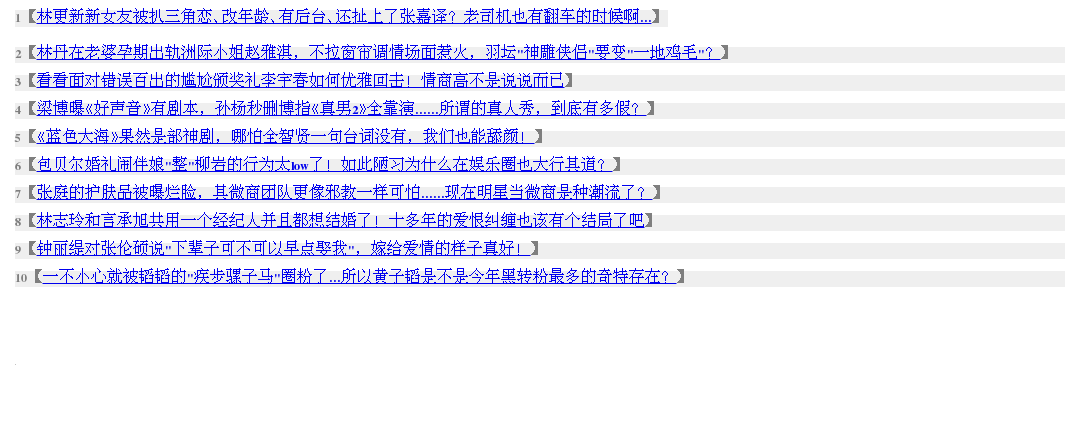 1【林更新新女友被扒三角恋、改年龄、有后台、还扯上了张嘉译？老司机也有翻车的时候啊...】
2【林丹在老婆孕期出轨洲际小姐赵雅淇，不拉窗帘调情场面惹火，羽坛"神雕侠侣"要变"一地鸡毛"？】
3【看看面对错误百出的尴尬颁奖礼李宇春如何优雅回击！情商高不是说说而已】
4【梁博曝《好声音》有剧本，孙杨秒删博指《真男2》全靠演......所谓的真人秀，到底有多假？】
5【《蓝色大海》果然是部神剧，哪怕全智贤一句台词没有，我们也能舔颜！】
6【包贝尔婚礼闹伴娘"整"柳岩的行为太low了！如此陋习为什么在娱乐圈也大行其道？】
7【张庭的护肤品被曝烂脸，其微商团队更像邪教一样可怕......现在明星当微商是种潮流了？】
8【林志玲和言承旭共用一个经纪人并且都想结婚了！十多年的爱恨纠缠也该有个结局了吧】
9【钟丽缇对张伦硕说"下辈子可不可以早点娶我"，嫁给爱情的样子真好！】
10【一不小心就被韬韬的"疾步骡子马"圈粉了...所以黄子韬是不是今年黑转粉最多的奇特存在？】